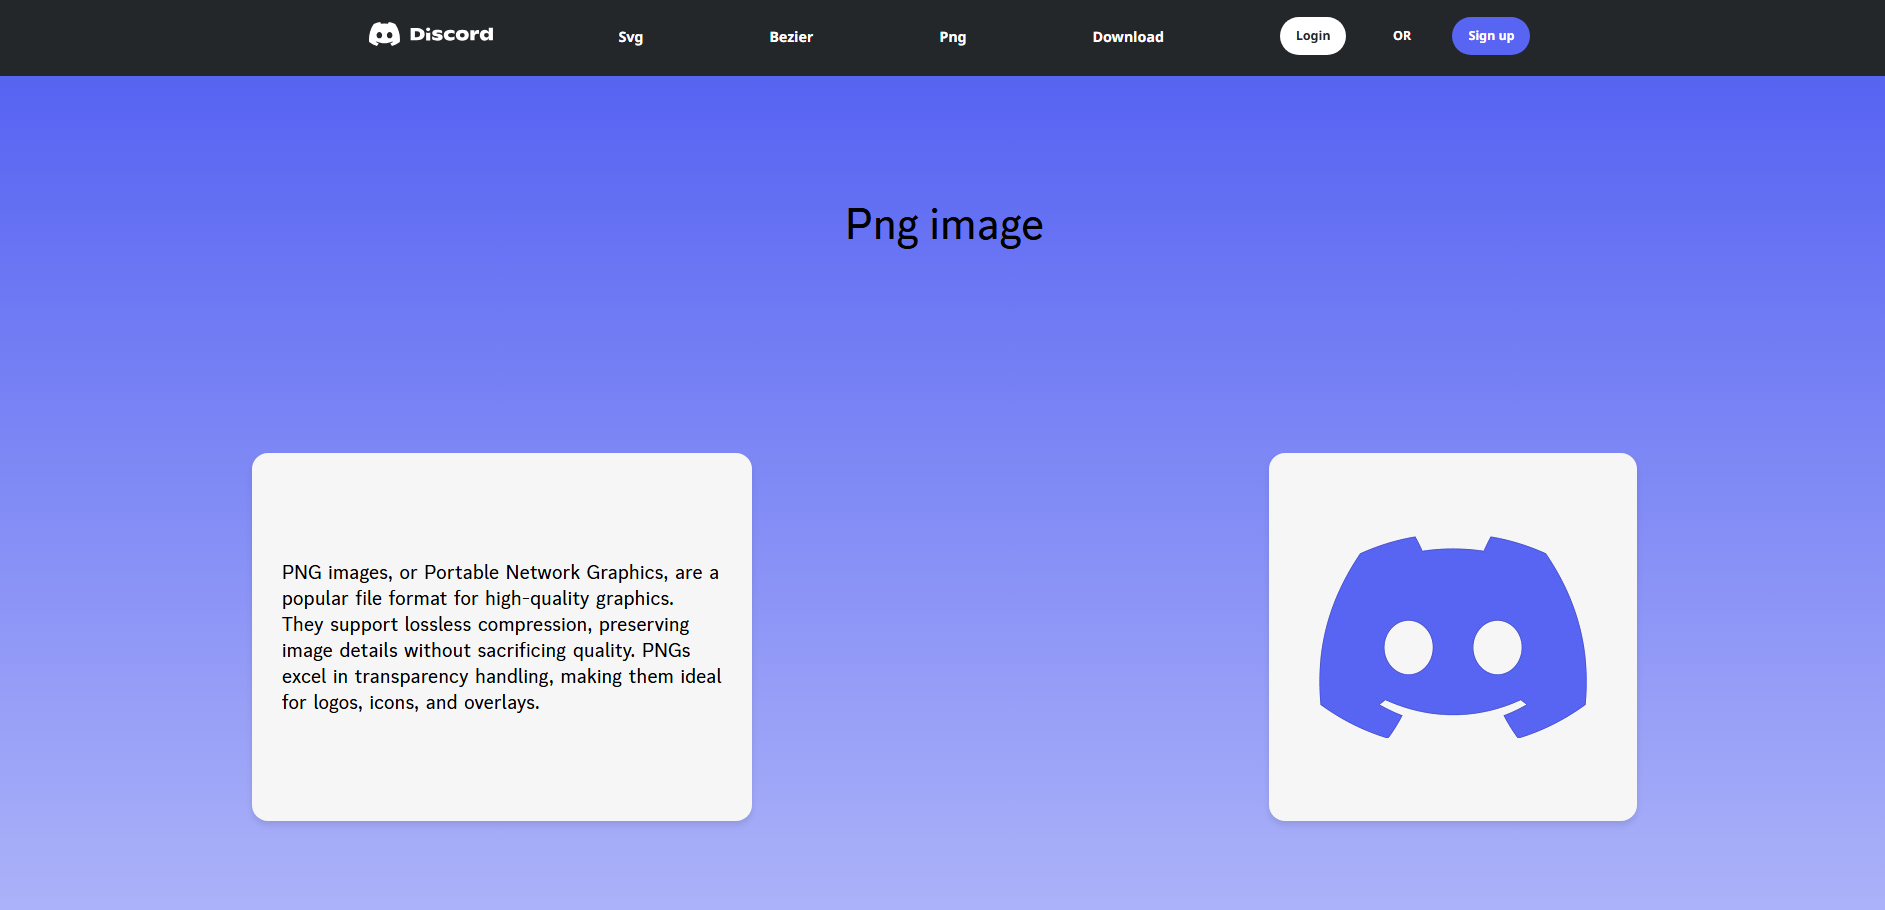 Discord
Svg
Bezier
Png
Download
Login
OR
Sign up
Png image
PNG images, or Portable Network Graphics, are a
popular file format for high-quality graphics.
They support lossless compression, preserving
image details without sacrificing quality. PNGs
excel in transparency handling, making them ideal
for logos, icons, and overlays.